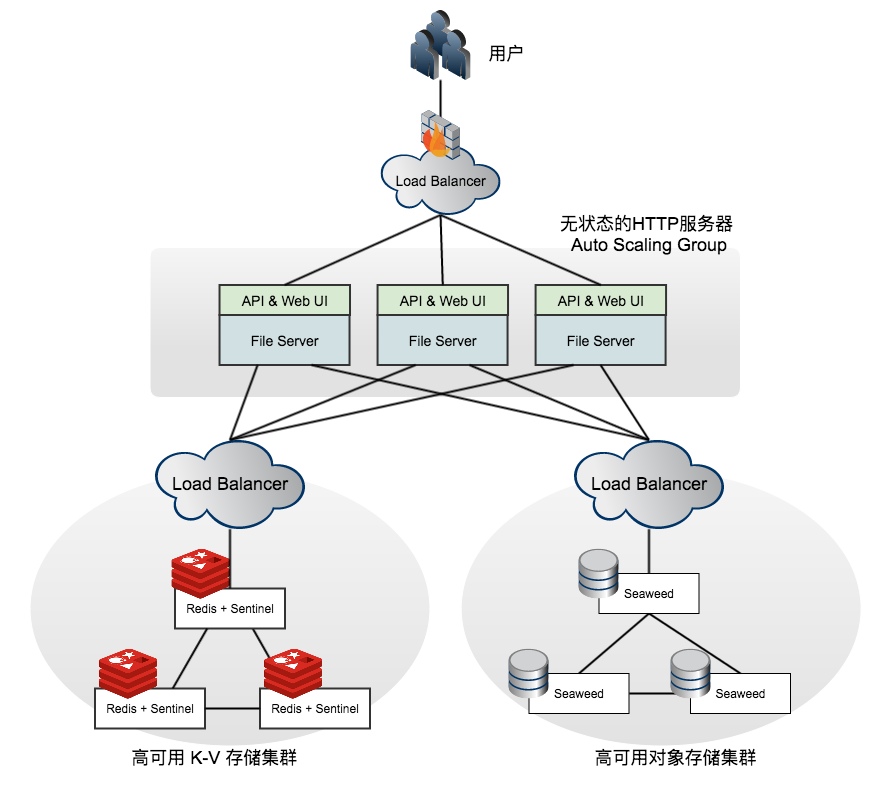 用户
Load Balancer
无状态的HTTP服务器
Auto Scaling Group
API & Web UI
API & Web UI
API & Web UI
File Server
File Server
File Server
Load Balancer
Load Balancer
Redis + Sentinel
Seaweed
Redis + Sentinel
Redis + Sentinel
Seaweed
Seaweed
高可用 K-V 存储集群
高可用对象存储集群